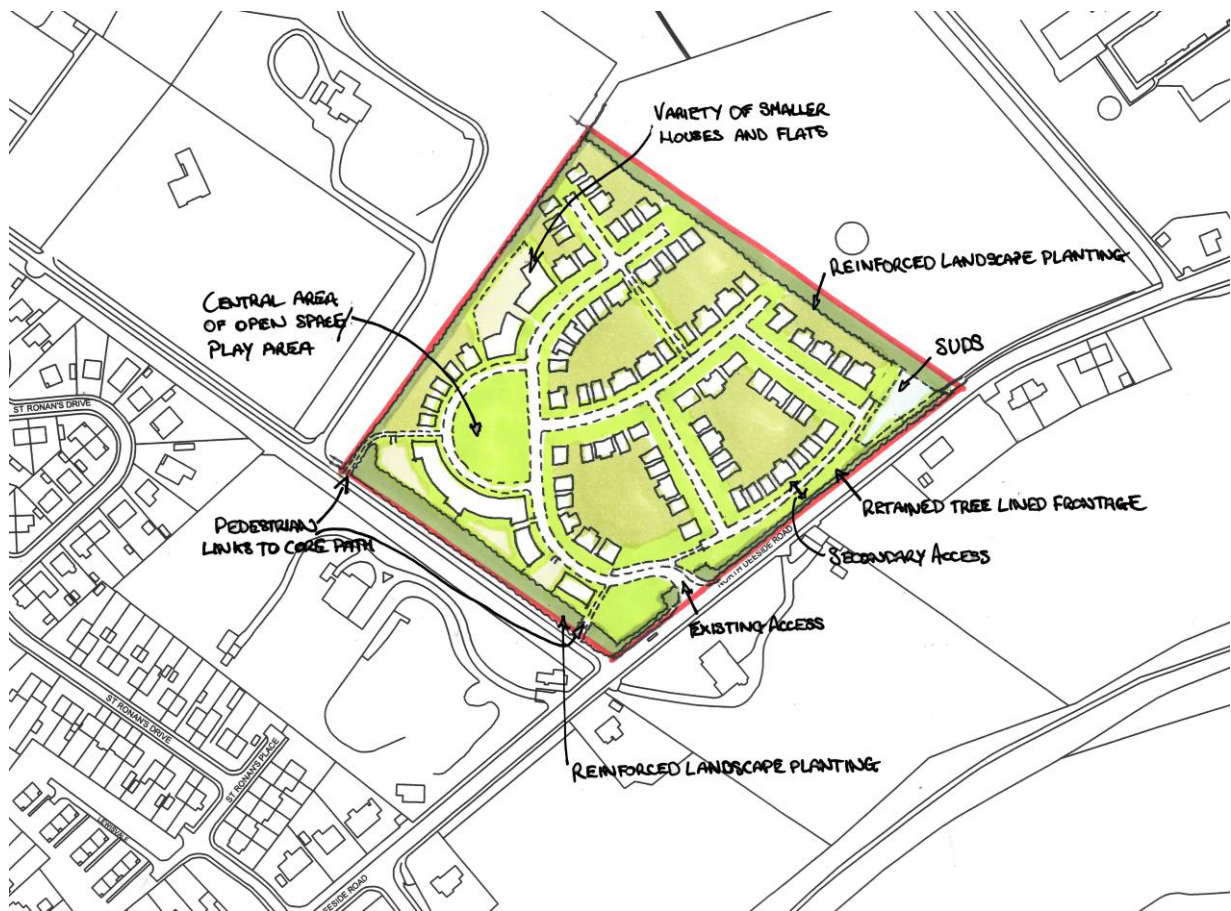 VARIETY OF SMALLER
HOUSES AND FLATS
REINFORCED LANDSCAPE PLANTING
CENTRAL AREA
OF OPEN SPACE/
PLAY AREA
SUDS
ST RONAN'S DRIVE
RETAINED TREE LINED FRONTAGE
PEDESTRIAN
LINKS TO CORE PATH
SECONDARY ACCESS
NORTH DEESIDE ROAD
EXISTING ACCESS
ST RONAN'S DRIVE
ST RONAN'S PLACE
REINFORCED LANDSCAPE PLANTING
LEWISVALE
EESIDE ROAD